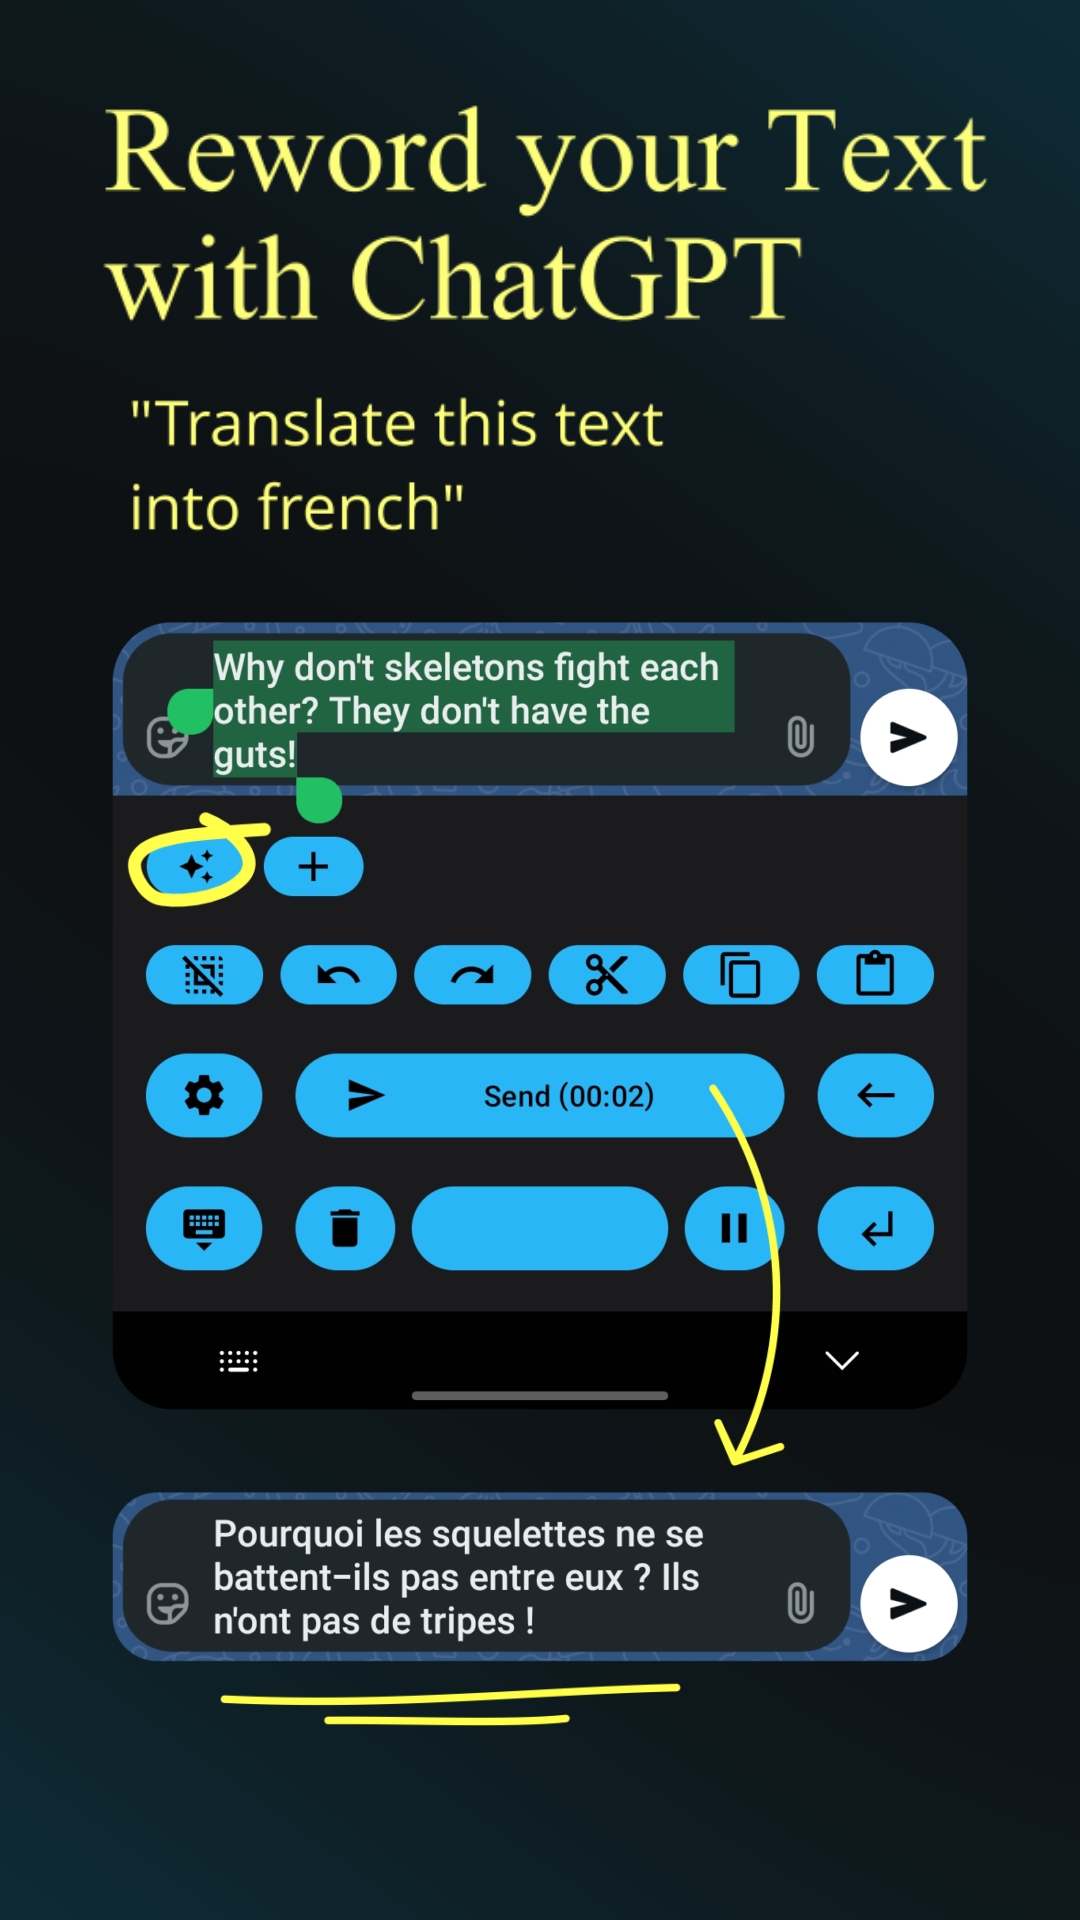 Reword your Text
with ChatGPT
"Translate this text
into french"
Why don't skeletons fight each
other? They don't have the
guts!
Send (00:02)
Pourquoi les squelettes ne se
battent-ils pas entre eux ? Ils
n'ont pas de tripes !